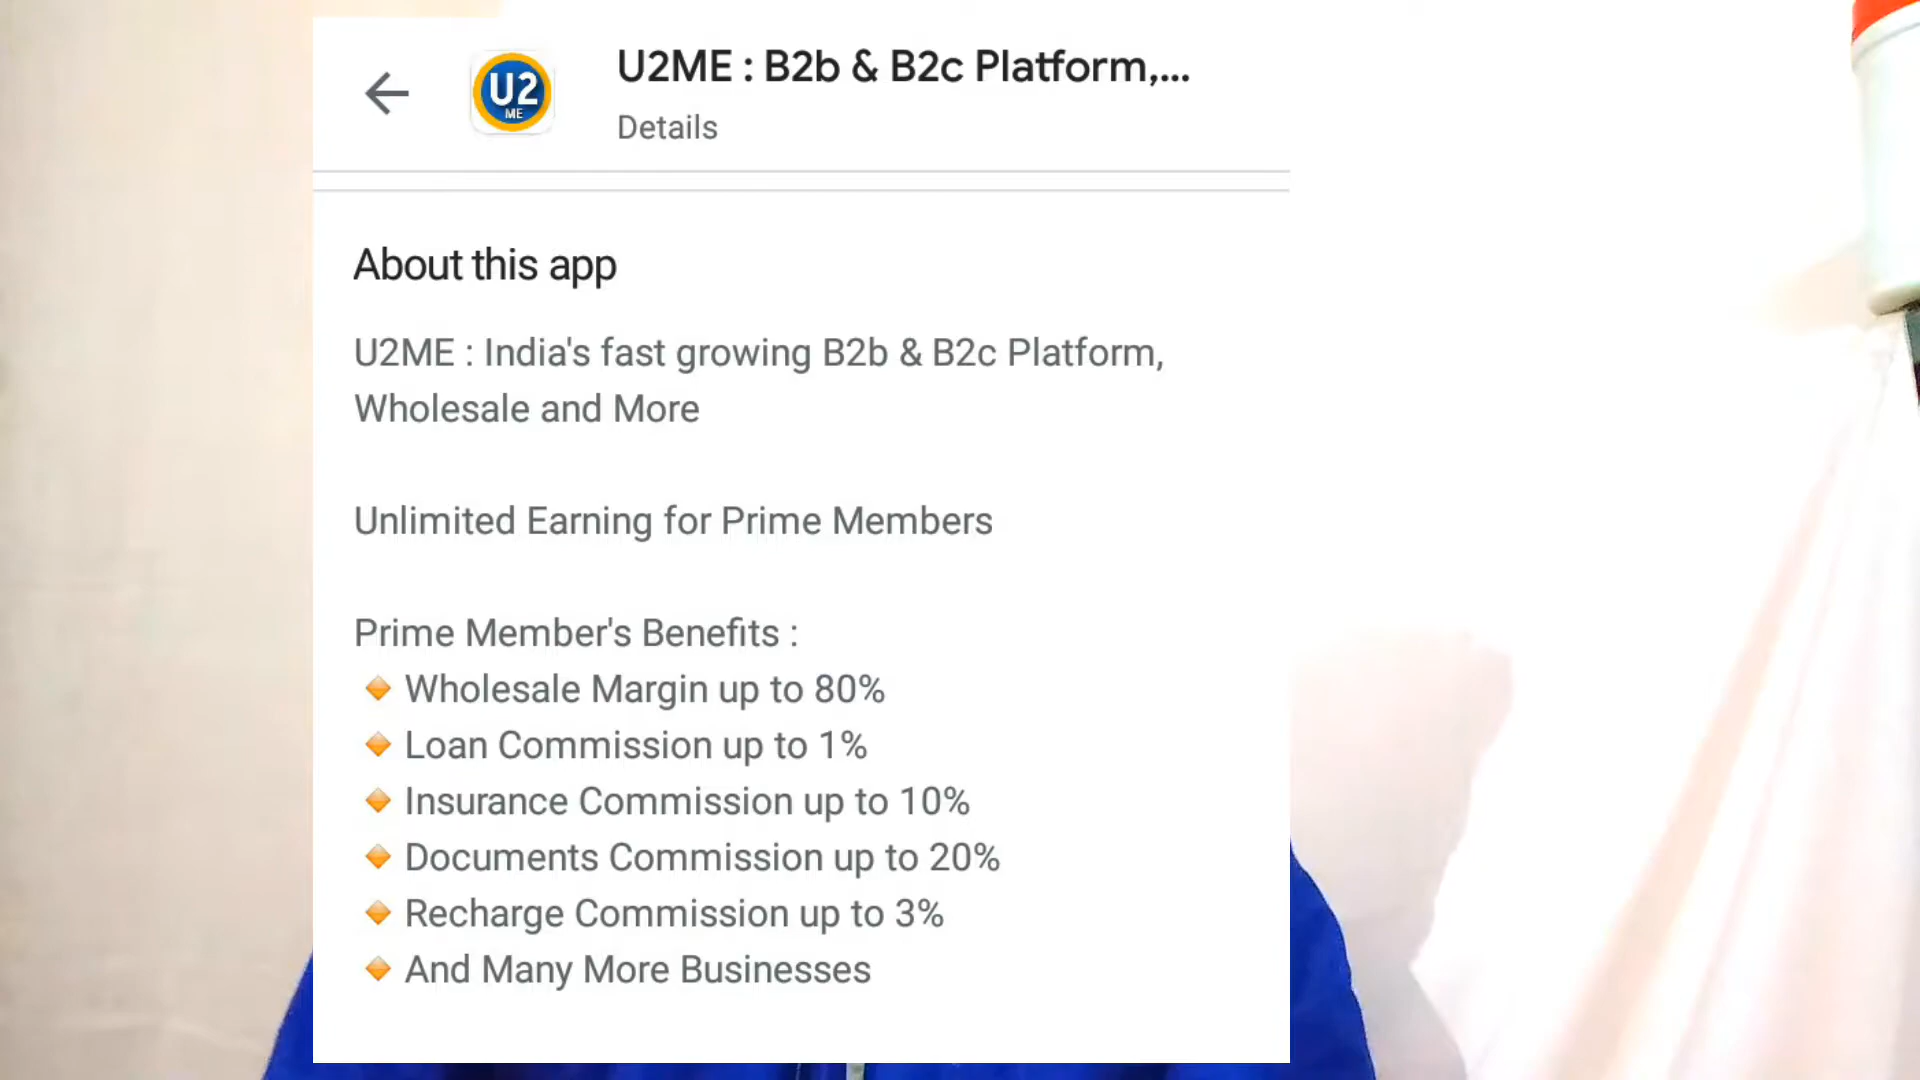 U2ME : B2b & B2c Platform,...
U2
ME
Details
About this app
U2ME : India's fast growing B2b & B2c Platform,
Wholesale and More
Unlimited Earning for Prime Members
Prime Member's Benefits :
🔸 Wholesale Margin up to 80%
🔸 Loan Commission up to 1%
🔸 Insurance Commission up to 10%
🔸 Documents Commission up to 20%
🔸 Recharge Commission up to 3%
🔸 And Many More Businesses